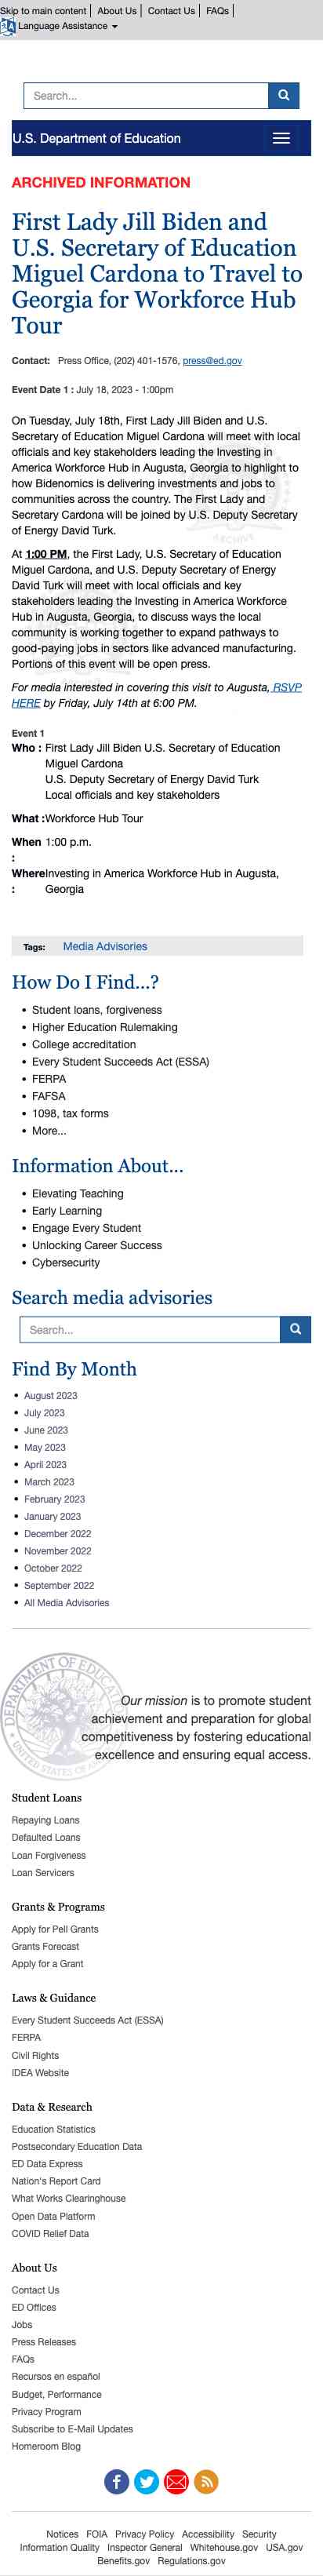 Skip to main content About Us Contact Us FAQs
Language Assistance
Search...
U.S. Department of Education
ARCHIVED INFORMATION
First Lady Jill Biden and
U.S. Secretary of Education
Miguel Cardona to Travel to
Georgia for Workforce Hub
Tour
Contact: Press Office, (202) 401-1576, press@ed.gov
Event Date 1 : July 18, 2023 - 1:00pm
On Tuesday, July 18th, First Lady Jill Biden and U.S.
Secretary of Education Miguel Cardona will meet with local
officials and key stakeholders leading the Investing in
America Workforce Hub in Augusta, Georgia to highlight to
how Bidenomics is delivering investments and jobs to
communities across the country. The First Lady and
Secretary Cardona will be joined by U.S. Deputy Secretary
of Energy David Turk.
At 1:00 PM, the First Lady, U.S. Secretary of Education
Miguel Cardona, and U.S. Deputy Secretary of Energy
David Turk will meet with local officials and key
stakeholders leading the Investing in America Workforce
Hub in Augusta, Georgia, to discuss ways the local
community is working together to expand pathways to
good-paying jobs in sectors like advanced manufacturing.
Portions of this event will be open press.
For media interested in covering this visit to Augusta, RSVP
HERE by Friday, July 14th at 6:00 PM.
Event 1
Who : First Lady Jill Biden U.S. Secretary of Education
Miguel Cardona
U.S. Deputy Secretary of Energy David Turk
Local officials and key stakeholders
What : Workforce Hub Tour
When 1:00 p.m.
:
Where Investing in America Workforce Hub in Augusta,
: Georgia
Tags: Media Advisories
How Do I Find...?
• Student loans, forgiveness
• Higher Education Rulemaking
• College accreditation
• Every Student Succeeds Act (ESSA)
• FERPA
• FAFSA
• 1098, tax forms
• More...
Information About...
• Elevating Teaching
• Early Learning
• Engage Every Student
• Unlocking Career Success
• Cybersecurity
Search media advisories
Search...
Find By Month
• August 2023
• July 2023
• June 2023
• May 2023
• April 2023
• March 2023
• February 2023
• January 2023
• December 2022
• November 2022
• October 2022
• September 2022
• All Media Advisories
Our mission is to promote student
achievement and preparation for global
competitiveness by fostering educational
excellence and ensuring equal access.
Student Loans
Repaying Loans
Defaulted Loans
Loan Forgiveness
Loan Servicers
Grants & Programs
Apply for Pell Grants
Grants Forecast
Apply for a Grant
Laws & Guidance
Every Student Succeeds Act (ESSA)
FERPA
Civil Rights
IDEA Website
Data & Research
Education Statistics
Postsecondary Education Data
ED Data Express
Nation's Report Card
What Works Clearinghouse
Open Data Platform
COVID Relief Data
About Us
Contact Us
ED Offices
Jobs
Press Releases
FAQs
Recursos en español
Budget, Performance
Privacy Program
Subscribe to E-Mail Updates
Homeroom Blog
Notices FOIA Privacy Policy Accessibility Security
Information Quality Inspector General Whitehouse.gov USA.gov
Benefits.gov Regulations.gov